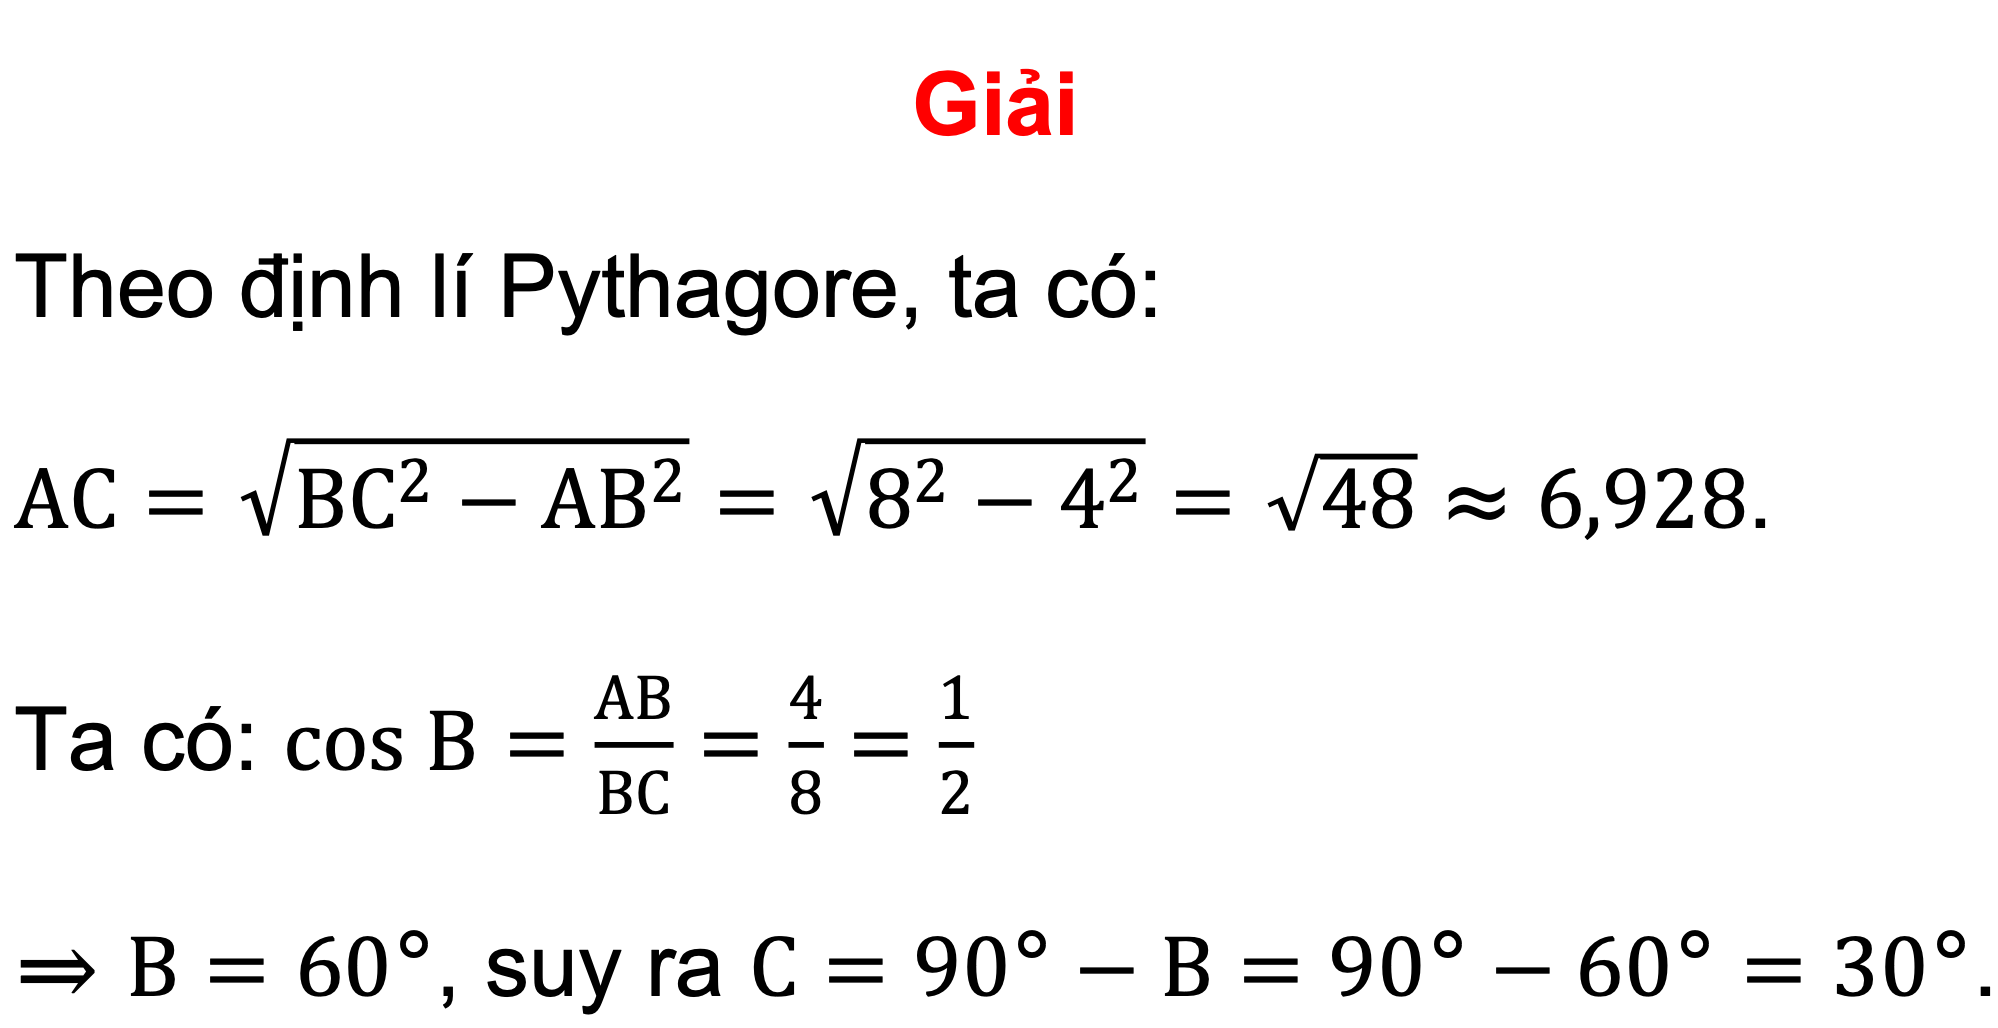 Giải
Theo định lí Pythagore, ta có:
AC = √(BC² − AB²) = √(8² − 4²) = √48 ≈ 6,928.
Ta có: cos B = AB/BC = 4/8 = 1/2
⇒ B = 60°, suy ra C = 90° − B = 90° − 60° = 30°.